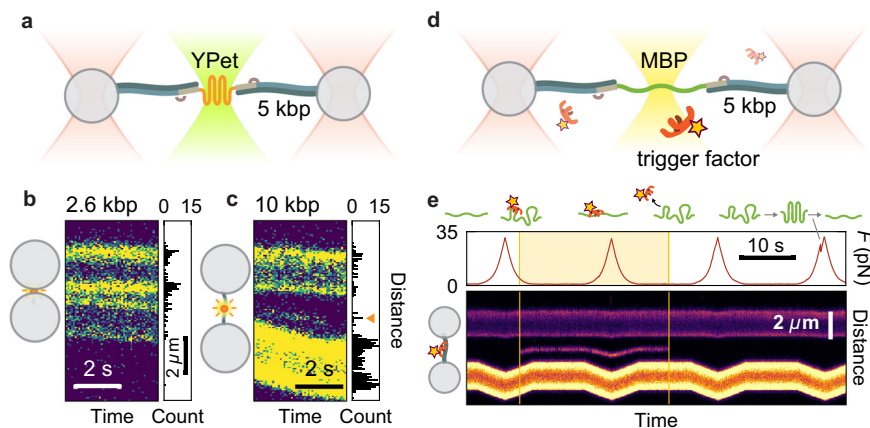 a
YPet
5 kbp
d
MBP
5 kbp
trigger factor
b
2.6 kbp
0 15
2 s
2 µm
Time
Count
c
10 kbp
0 15
2 s
Time
Count
Distance
e
35
0
F (pN)
10 s
2 µm
Distance
Time